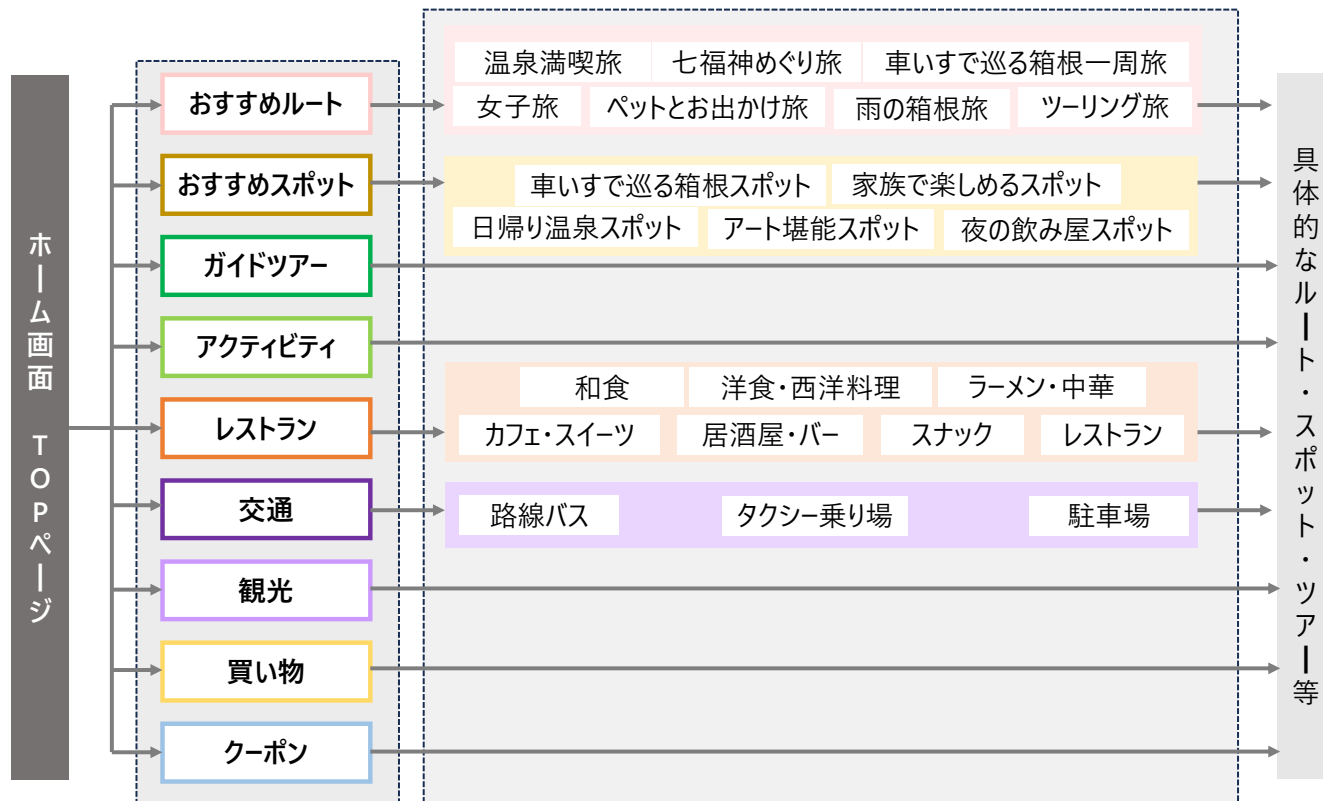 ホーム画面 TOPページ
おすすめルート
温泉満喫旅
七福神めぐり旅
車いすで巡る箱根一周旅
女子旅
ペットとお出かけ旅
雨の箱根旅
ツーリング旅
おすすめスポット
車いすで巡る箱根スポット
家族で楽しめるスポット
日帰り温泉スポット
アート堪能スポット
夜の飲み屋スポット
ガイドツアー
アクティビティ
レストラン
和食
洋食・西洋料理
ラーメン・中華
カフェ・スイーツ
居酒屋・バー
スナック
レストラン
交通
路線バス
タクシー乗り場
駐車場
観光
買い物
クーポン
具体的なルート・スポット・ツアー等